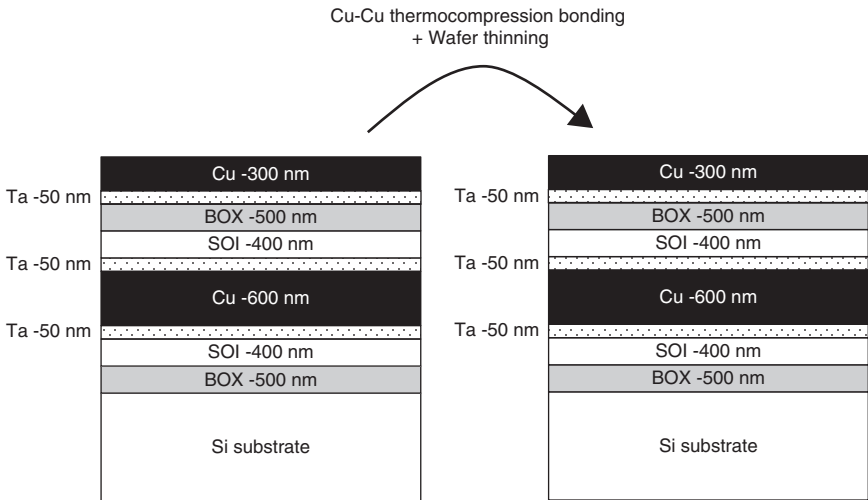 Cu-Cu thermocompression bonding
+ Wafer thinning
Cu -300 nm
Ta -50 nm
BOX -500 nm
SOI -400 nm
Ta -50 nm
Cu -600 nm
Ta -50 nm
SOI -400 nm
BOX -500 nm
Si substrate
Cu -300 nm
Ta -50 nm
BOX -500 nm
SOI -400 nm
Ta -50 nm
Cu -600 nm
Ta -50 nm
SOI -400 nm
BOX -500 nm
Si substrate